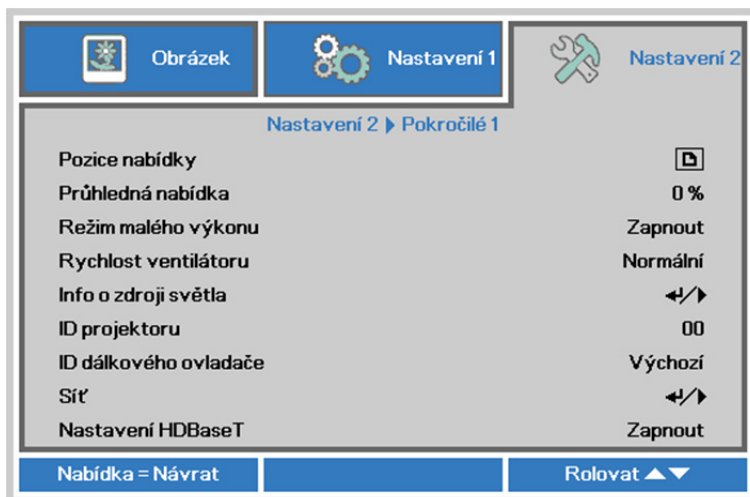 Obrázek
Nastavení 1
Nastavení 2
Nastavení 2 ▶ Pokročilé 1
Pozice nabídky
Průhledná nabídka 0 %
Režim malého výkonu Zapnout
Rychlost ventilátoru Normální
Info o zdroji světla ↵/▶
ID projektoru 00
ID dálkového ovladače Výchozí
Síť ↵/▶
Nastavení HDBaseT Zapnout
Nabídka = Návrat Rolovat ▲▼